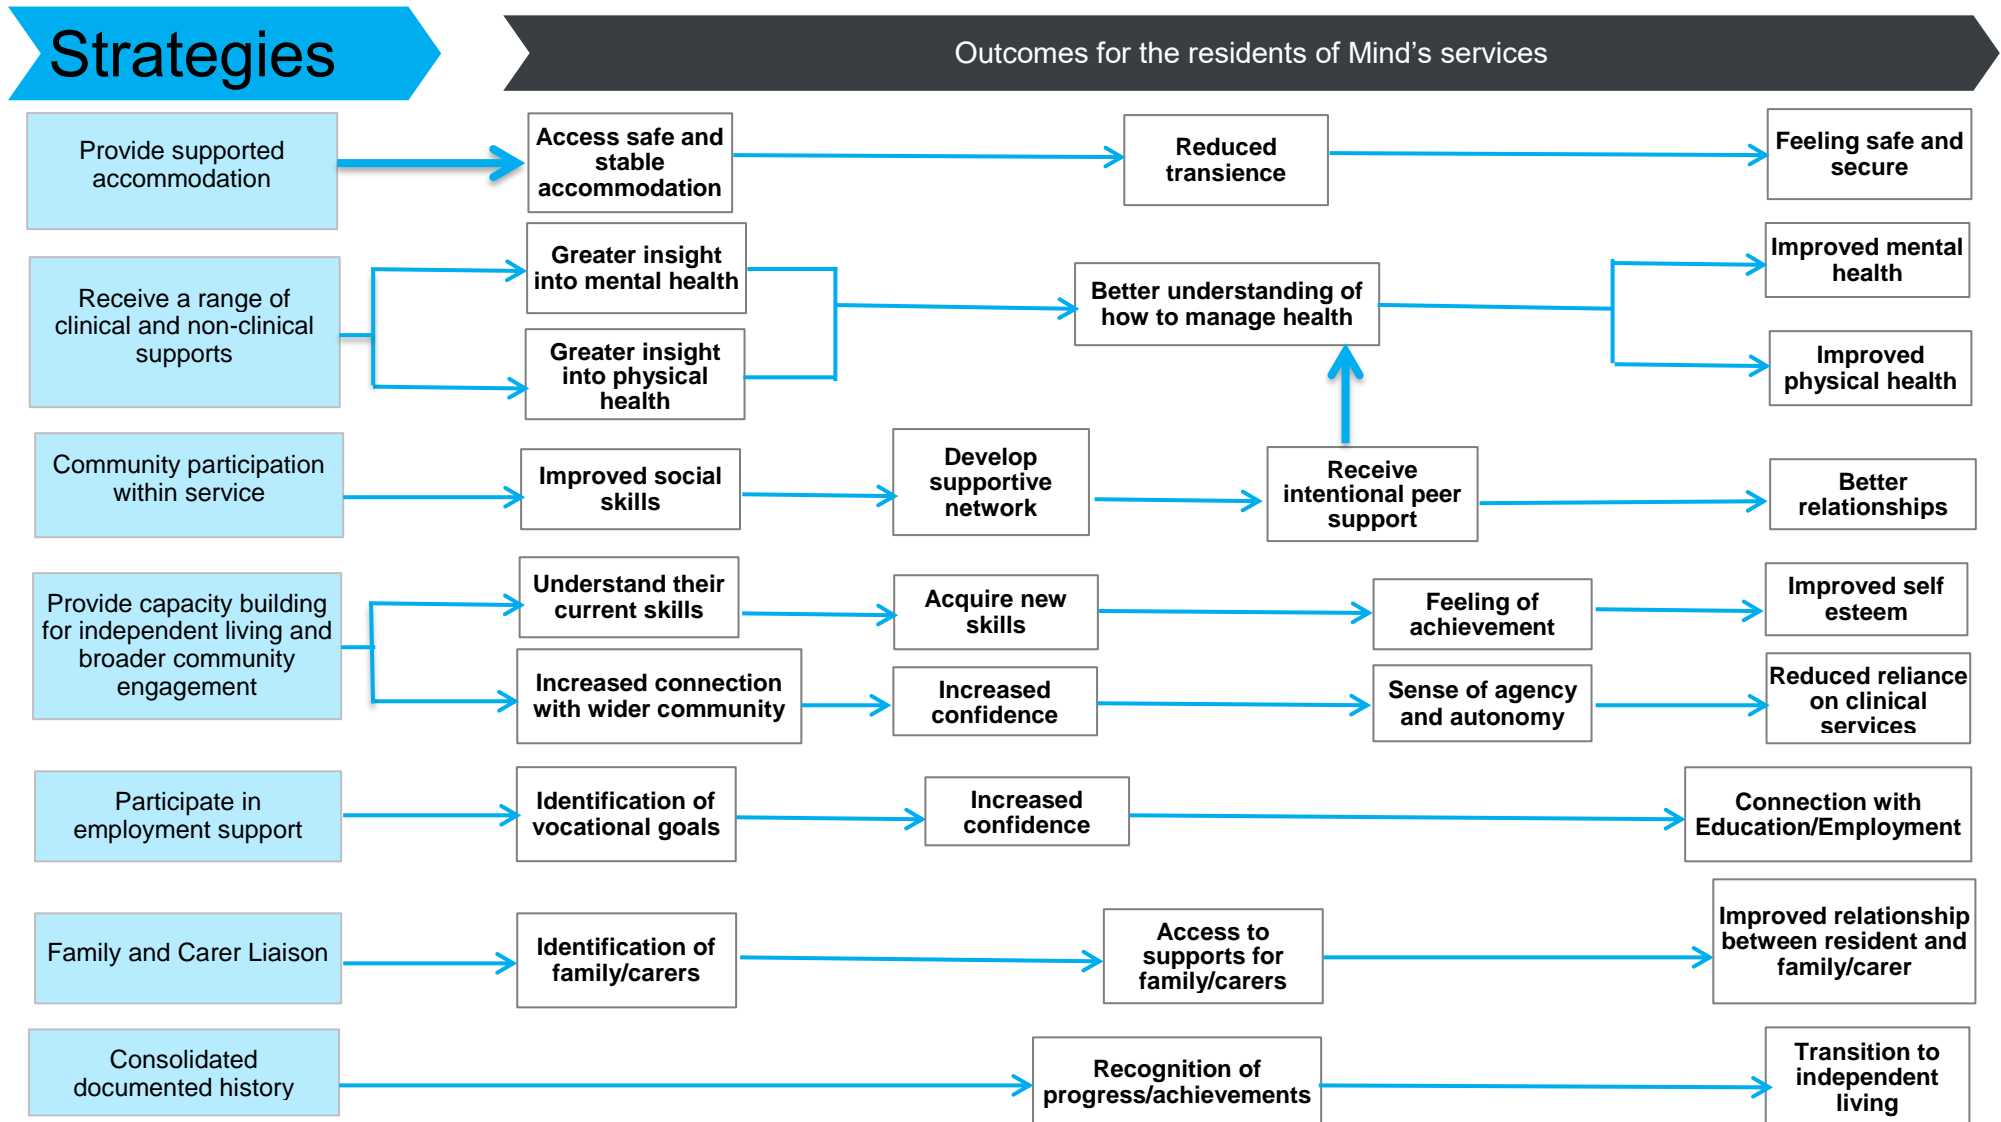 Strategies
Outcomes for the residents of Mind's services
Provide supported
accommodation
Access safe and
stable
accommodation
Reduced
transience
Feeling safe and
secure
Receive a range of
clinical and non-clinical
supports
Greater insight
into mental health
Greater insight
into physical
health
Better understanding of
how to manage health
Improved mental
health
Improved
physical health
Community participation
within service
Improved social
skills
Develop
supportive
network
Receive
intentional peer
support
Better
relationships
Provide capacity building
for independent living and
broader community
engagement
Understand their
current skills
Acquire new
skills
Feeling of
achievement
Improved self
esteem
Increased connection
with wider community
Increased
confidence
Sense of agency
and autonomy
Reduced reliance
on clinical
services
Participate in
employment support
Identification of
vocational goals
Increased
confidence
Connection with
Education/Employment
Family and Carer Liaison
Identification of
family/carers
Access to
supports for
family/carers
Improved relationship
between resident and
family/carer
Consolidated
documented history
Recognition of
progress/achievements
Transition to
independent
living